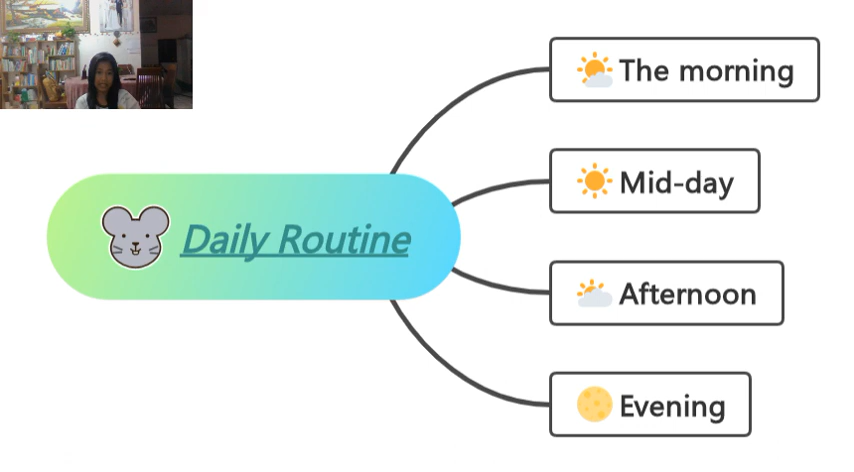 Daily Routine
The morning
Mid-day
Afternoon
Evening